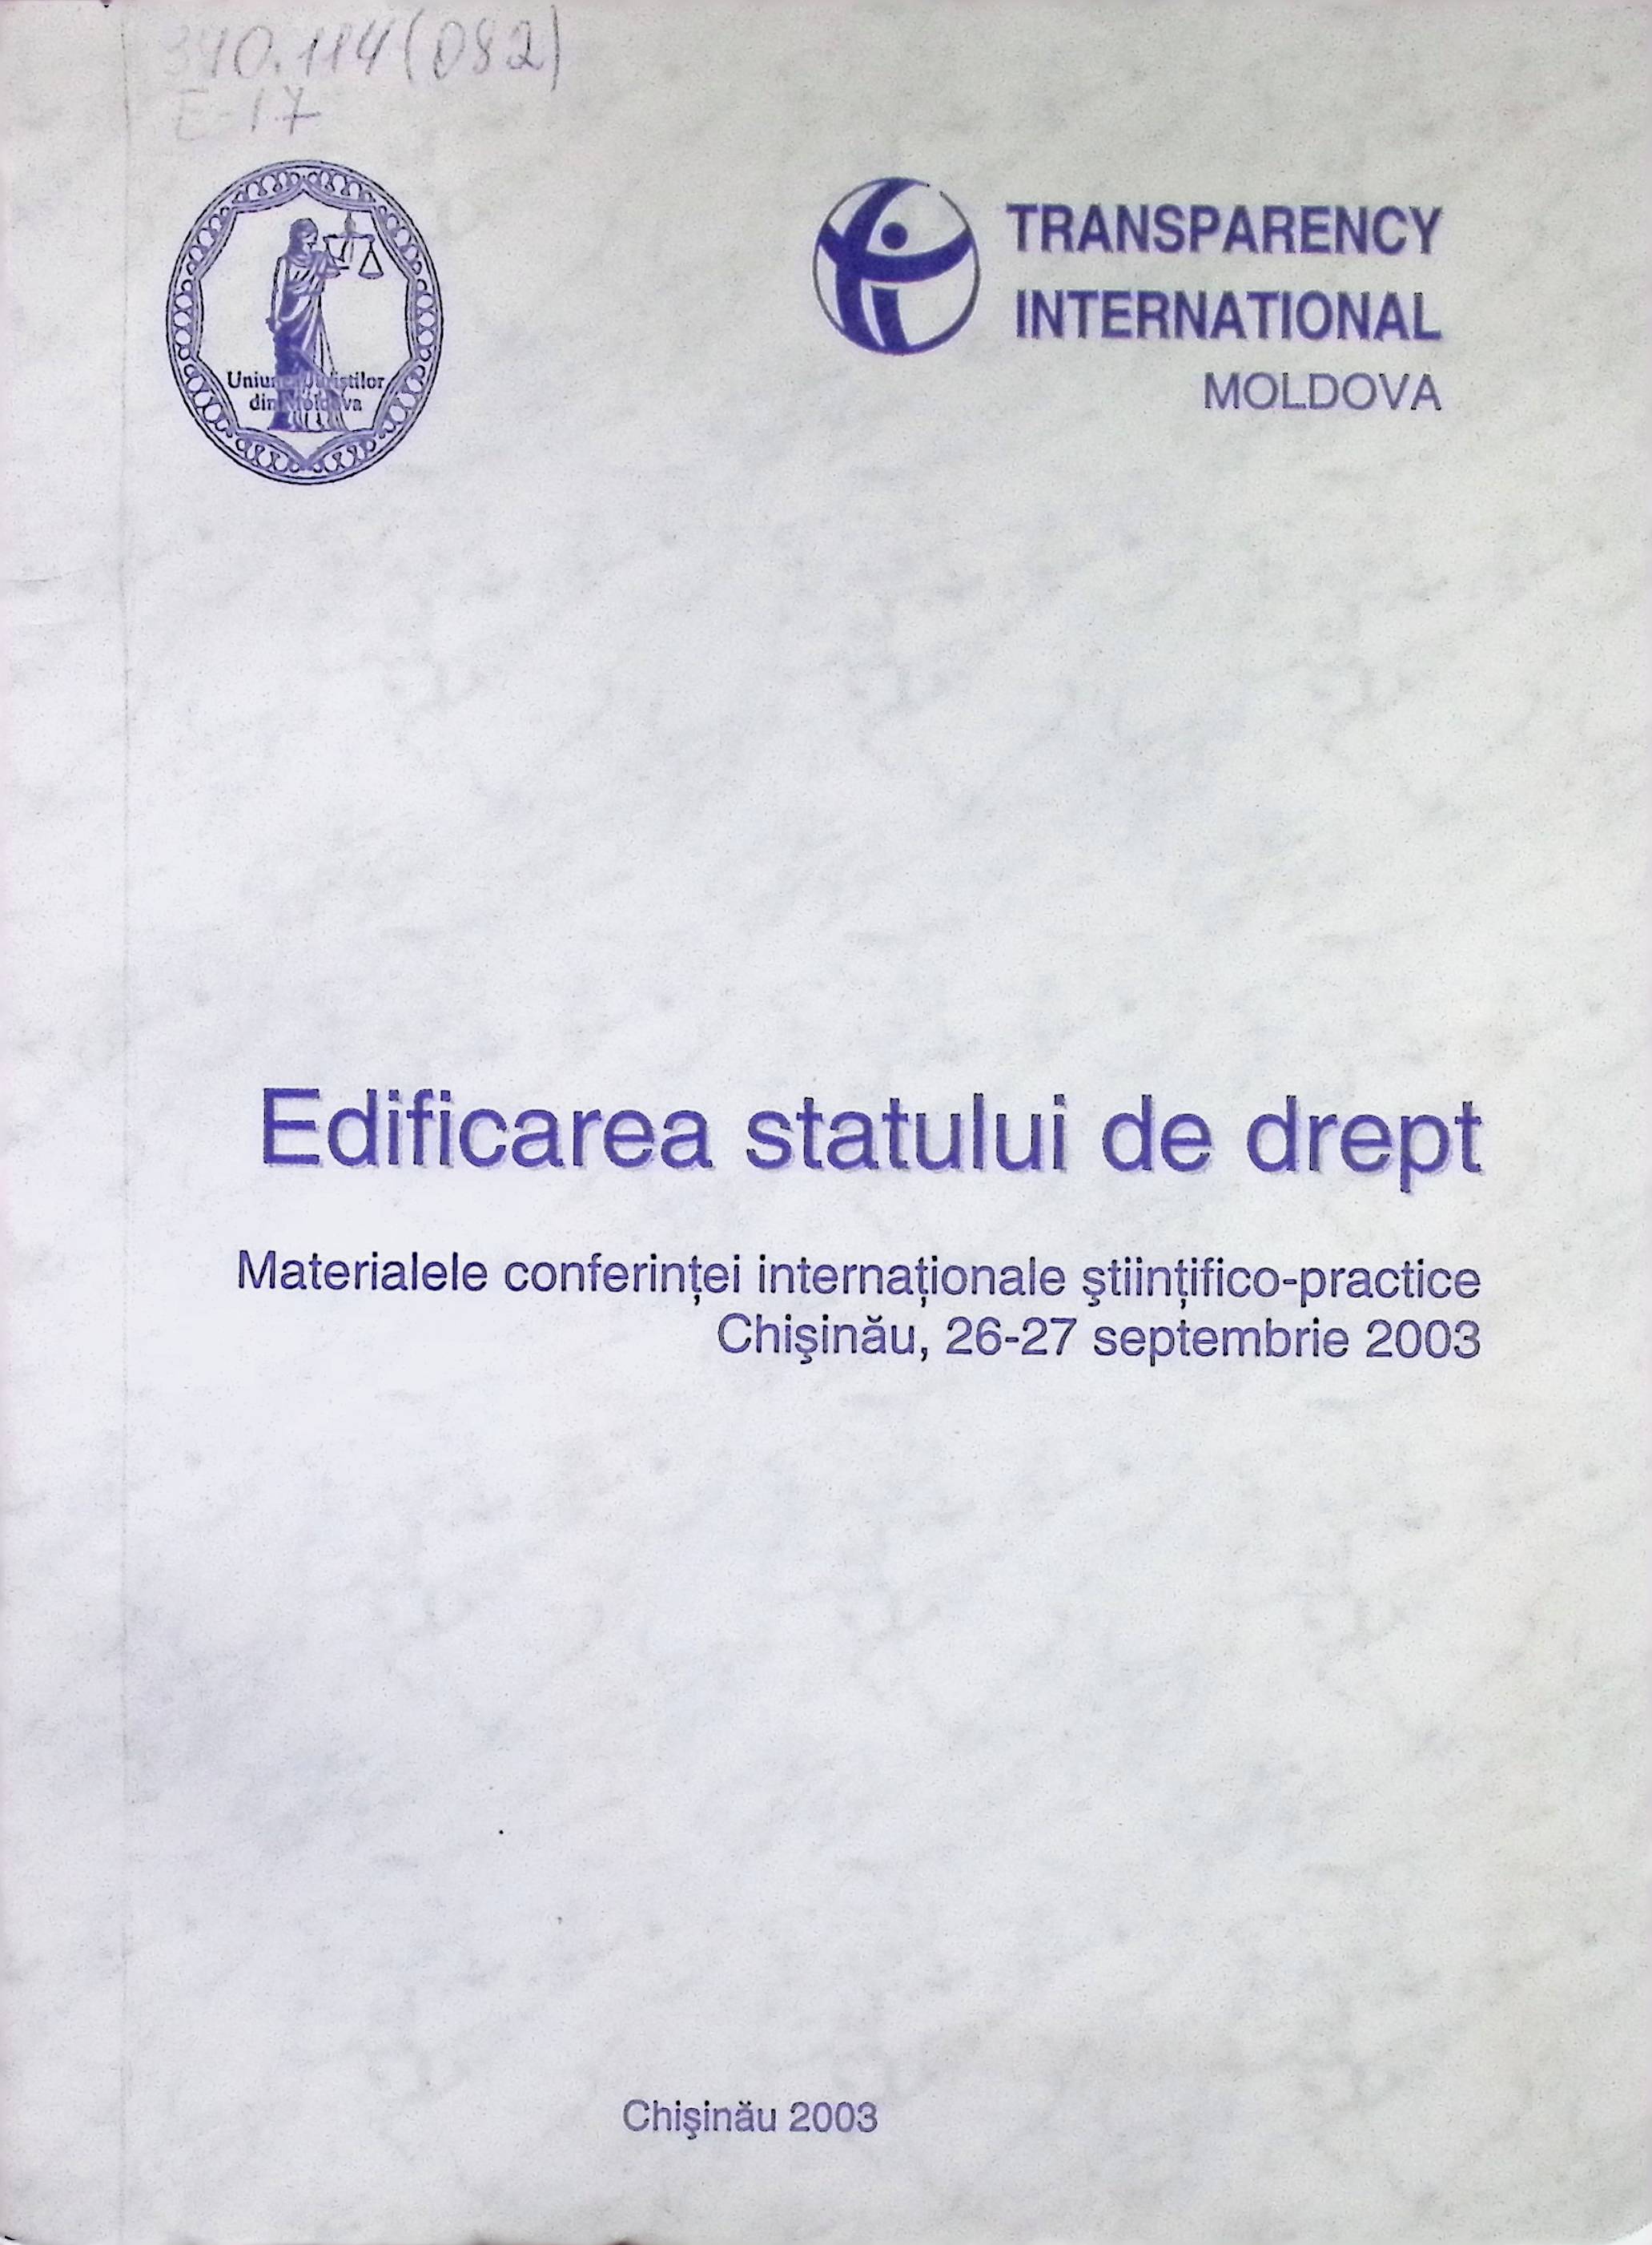 340.114(082)
E-17
Uniunea Juriştilor
din Moldova
TRANSPARENCY
INTERNATIONAL
MOLDOVA
Edificarea statului de drept
Materialele conferinţei internaţionale ştiinţifico-practice
Chişinău, 26-27 septembrie 2003
Chişinău 2003